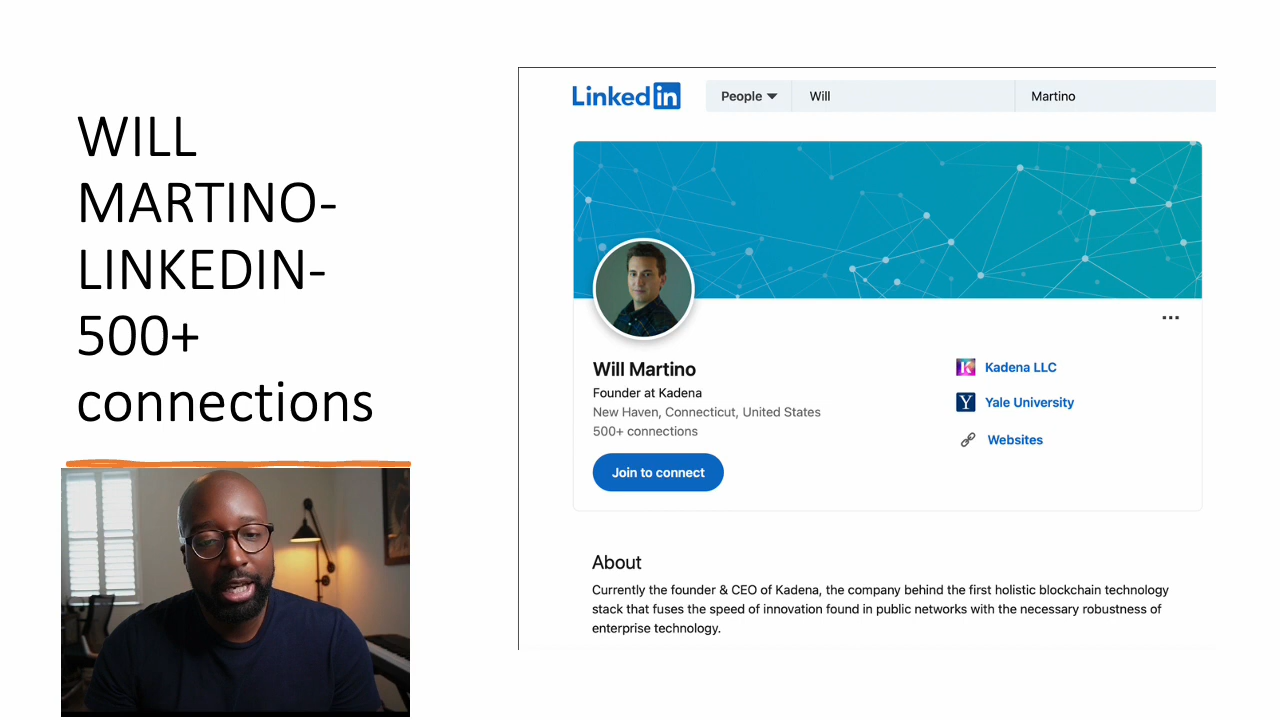 WILL
MARTINO-
LINKEDIN-
500+
connections
Linked in
People
Will
Martino
Will Martino
Founder at Kadena
New Haven, Connecticut, United States
500+ connections
Join to connect
Kadena LLC
Y Yale University
Websites
About
Currently the founder & CEO of Kadena, the company behind the first holistic blockchain technology
stack that fuses the speed of innovation found in public networks with the necessary robustness of
enterprise technology.